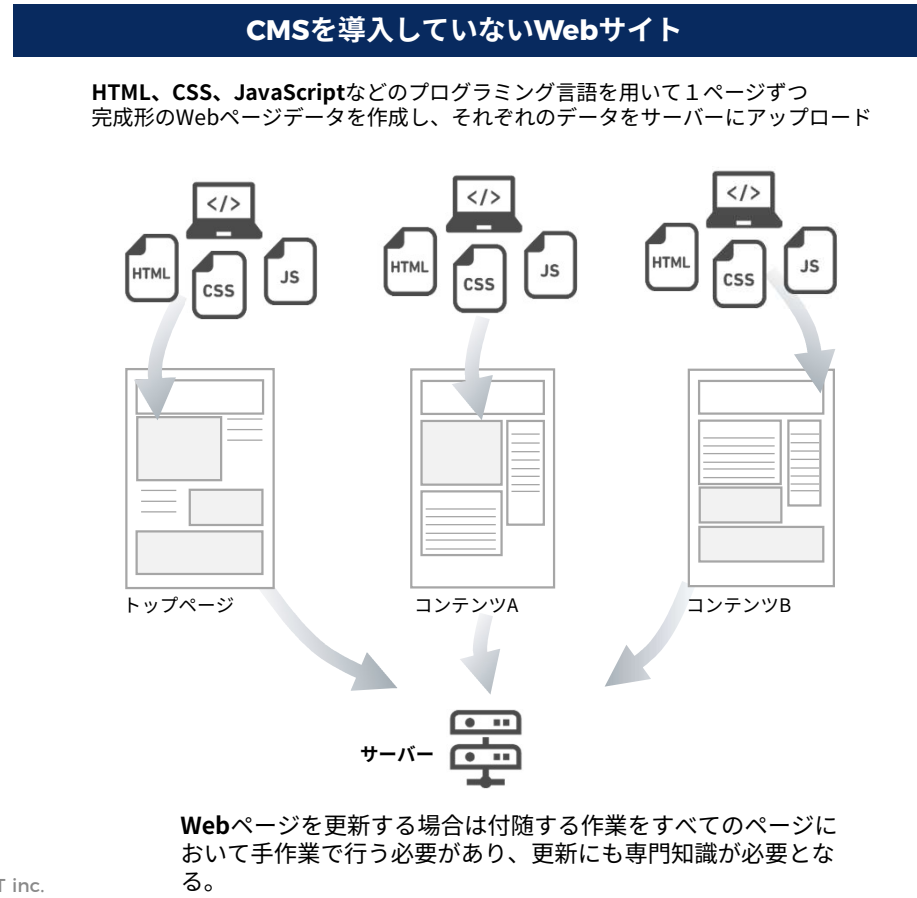 CMSを導入していないWebサイト
HTML、CSS、JavaScriptなどのプログラミング言語を用いて１ページずつ
完成形のWebページデータを作成し、それぞれのデータをサーバーにアップロード
</>
HTML
CSS
JS
</>
HTML
CSS
JS
</>
HTML
CSS
JS
トップページ
コンテンツA
コンテンツB
サーバー
Webページを更新する場合は付随する作業をすべてのページに
おいて手作業で行う必要があり、更新にも専門知識が必要とな
る。
T inc.